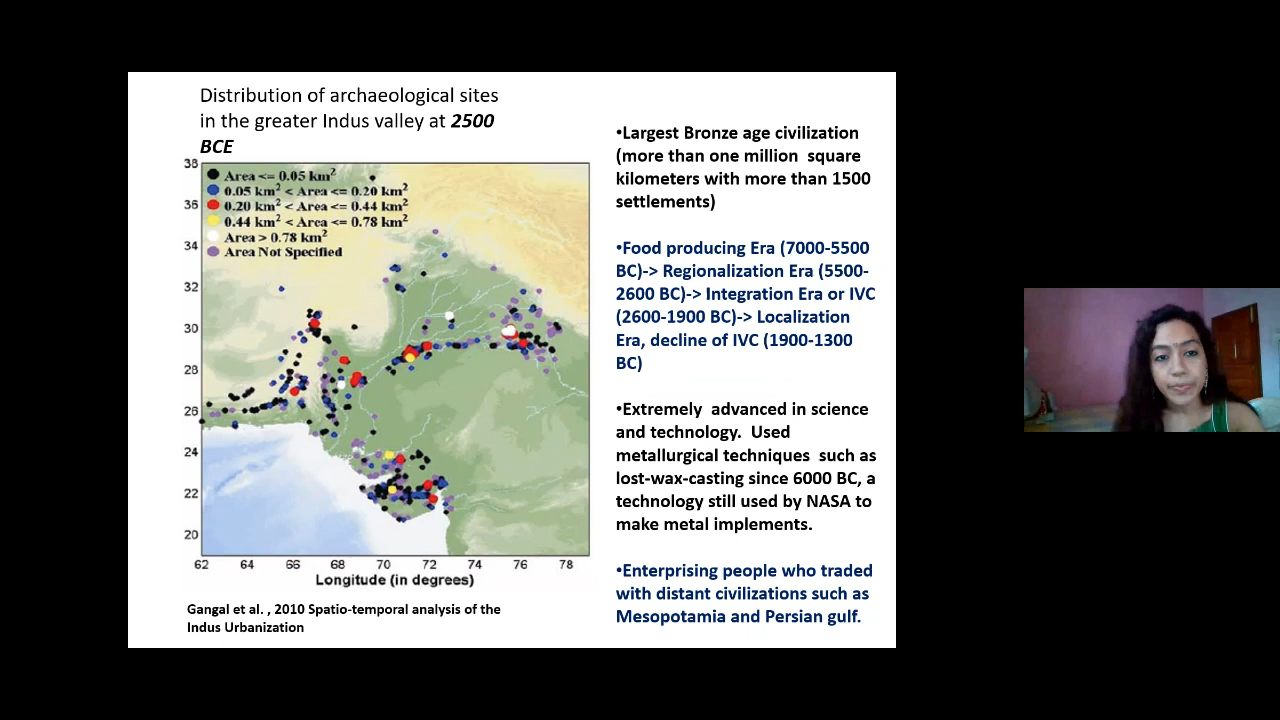 Distribution of archaeological sites
in the greater Indus valley at 2500
BCE
38
36
34
32
30
28
26
24
22
20
Area <= 0.05 km²
0.05 km² < Area <= 0.20 km²
0.20 km² < Area <= 0.44 km²
0.44 km² < Area <= 0.78 km²
Area > 0.78 km²
Area Not Specified
62 64 66 68 70 72 74 76 78
Longitude (in degrees)
Gangal et al. , 2010 Spatio-temporal analysis of the
Indus Urbanization
•Largest Bronze age civilization
(more than one million square
kilometers with more than 1500
settlements)
•Food producing Era (7000-5500
BC)-> Regionalization Era (5500-
2600 BC)-> Integration Era or IVC
(2600-1900 BC)-> Localization
Era, decline of IVC (1900-1300
BC)
•Extremely advanced in science
and technology. Used
metallurgical techniques such as
lost-wax-casting since 6000 BC, a
technology still used by NASA to
make metal implements.
•Enterprising people who traded
with distant civilizations such as
Mesopotamia and Persian gulf.